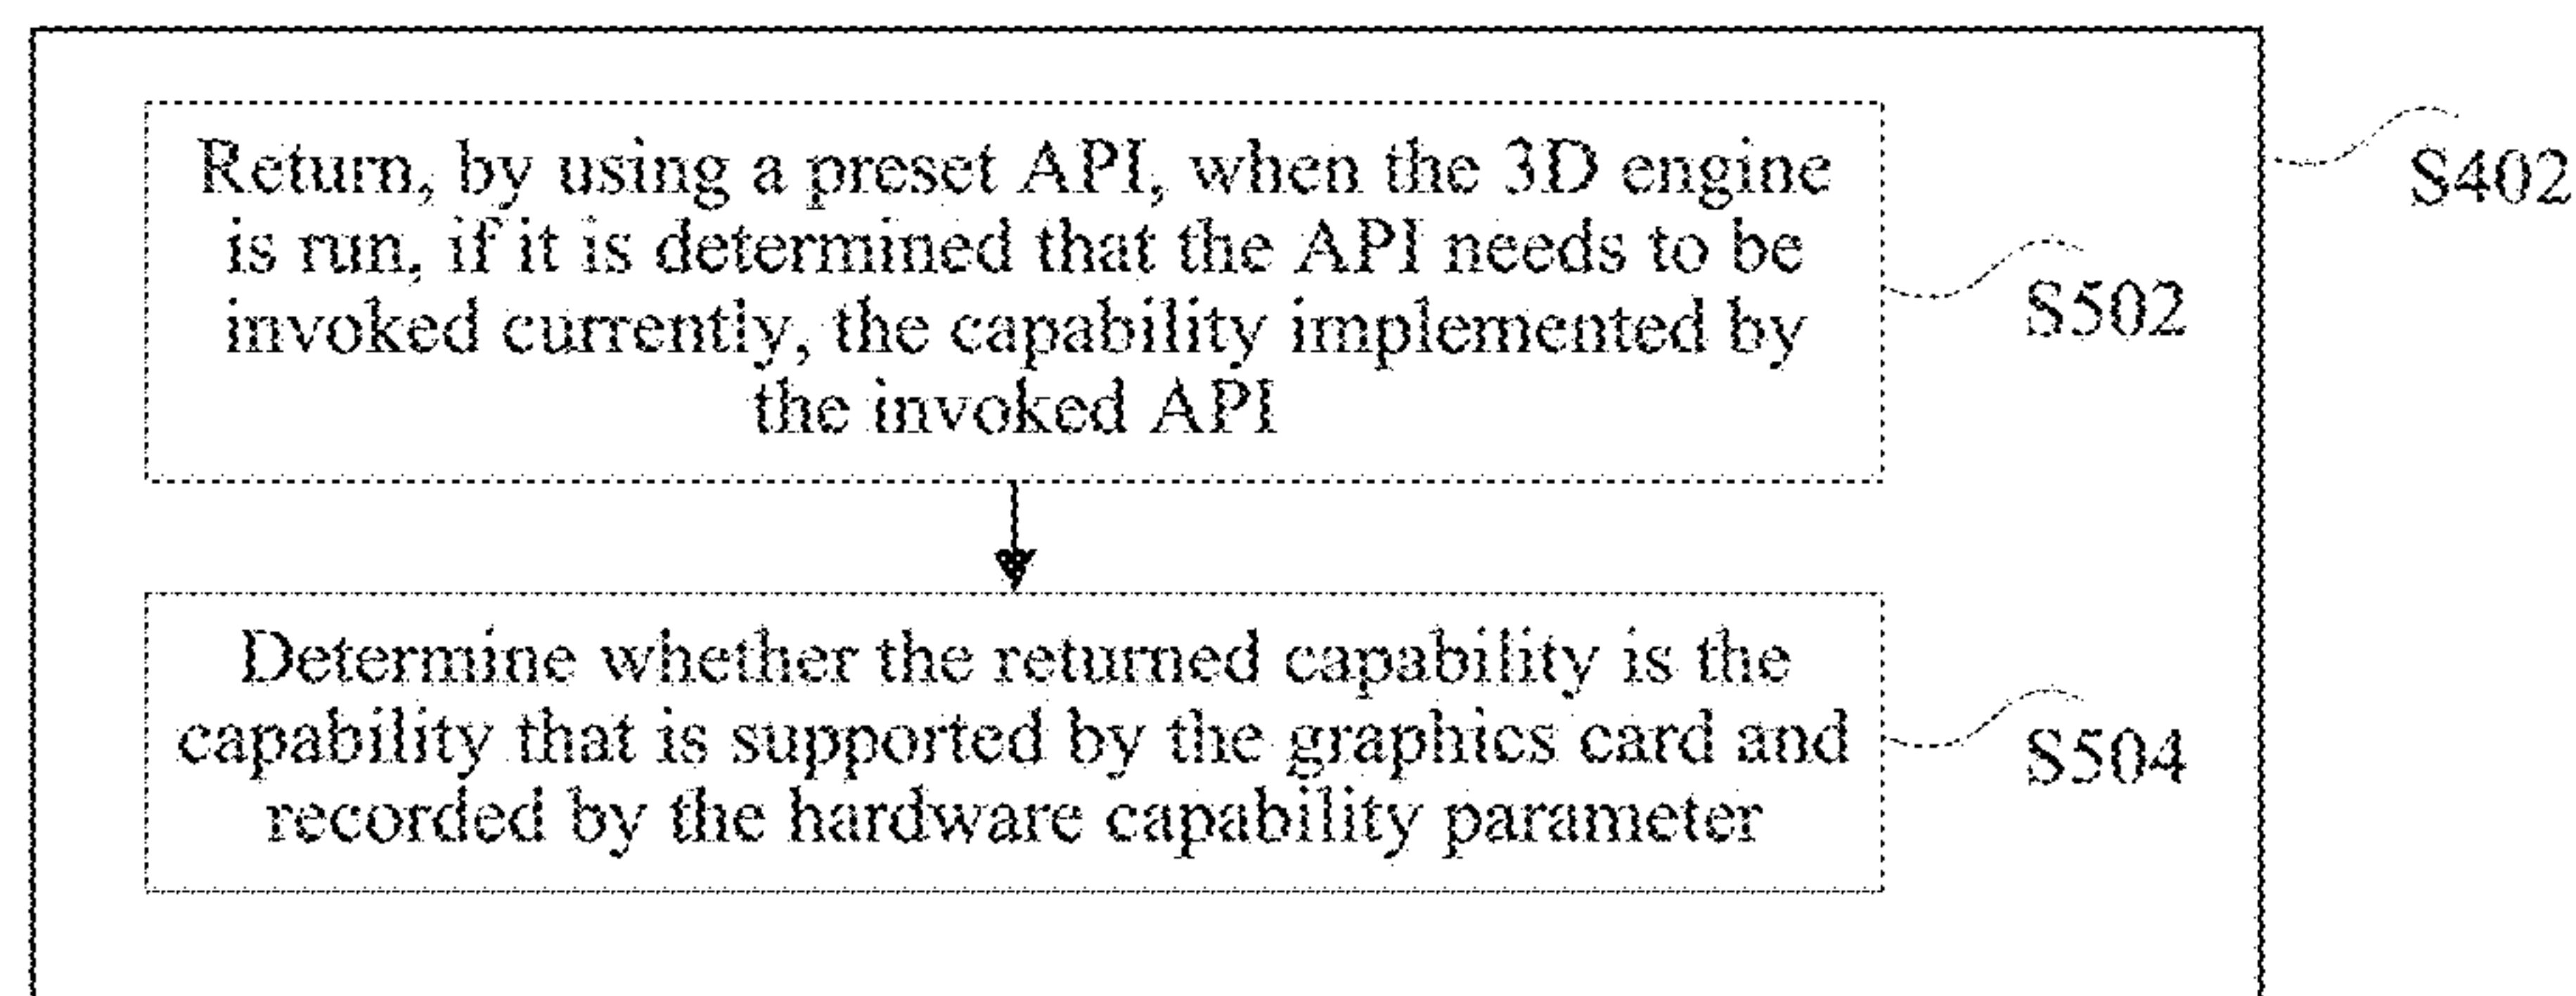 Return, by using a preset API, when the 3D engine
is run, if it is determined that the API needs to be
invoked currently, the capability implemented by
the invoked API
S402
S502
Determine whether the returned capability is the
capability that is supported by the graphics card and
recorded by the hardware capability parameter
S504